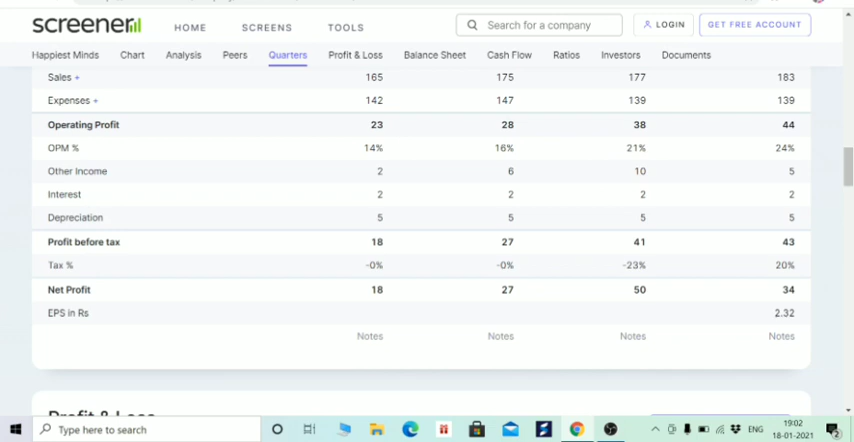 screener HOME SCREENS TOOLS Search for a company LOGIN GET FREE ACCOUNT
Happiest Minds Chart Analysis Peers Quarters Profit & Loss Balance Sheet Cash Flow Ratios Investors Documents
Sales + 165 175 177 183
Expenses + 142 147 139 139
Operating Profit 23 28 38 44
OPM % 14% 16% 21% 24%
Other Income 2 6 10 5
Interest 2 2 2 2
Depreciation 5 5 5 5
Profit before tax 18 27 41 43
Tax % -0% -0% -23% 20%
Net Profit 18 27 50 34
EPS in Rs 2.32
Notes Notes Notes Notes
Profit & Loss
Type here to search ENG 19:02
18-01-2021 2